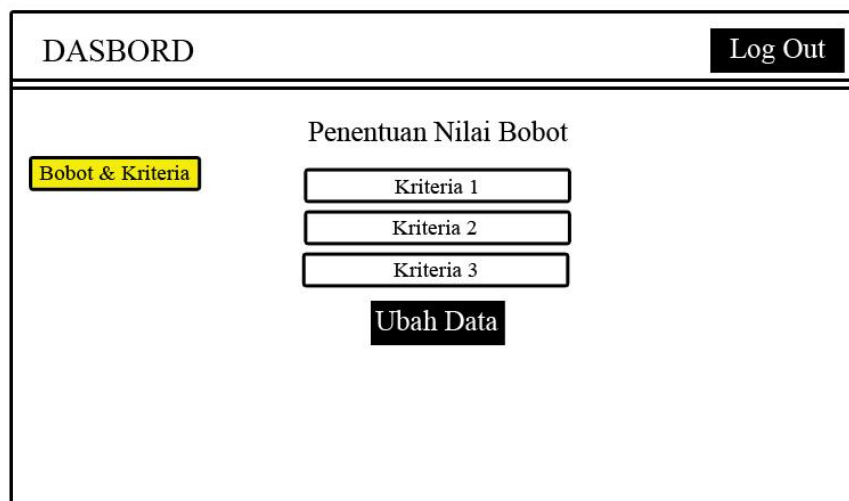 DASBORD
Log Out
Penentuan Nilai Bobot
Bobot & Kriteria
Kriteria 1
Kriteria 2
Kriteria 3
Ubah Data